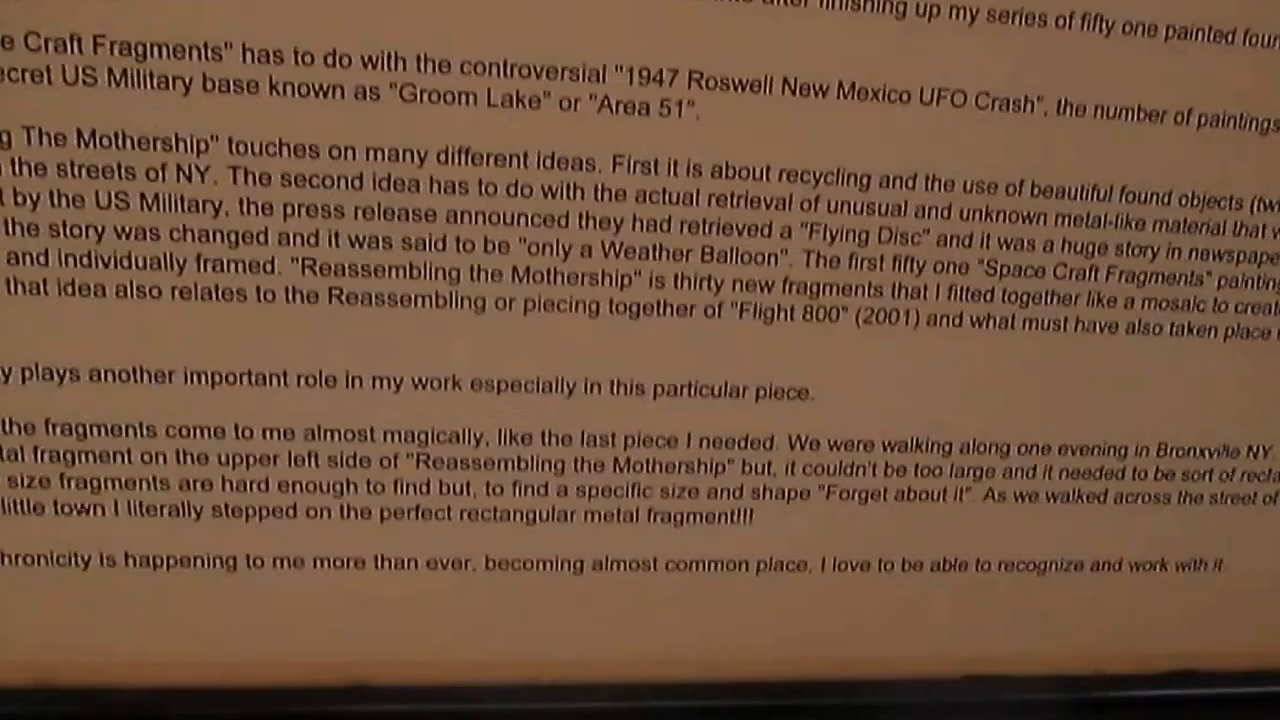 finishing up my series of fifty one painted four
e Craft Fragments" has to do with the controversial "1947 Roswell New Mexico UFO Crash", the number of paintings
ecret US Military base known as "Groom Lake" or "Area 51".
g The Mothership" touches on many different ideas. First it is about recycling and the use of beautiful found objects (tw
the streets of NY. The second idea has to do with the actual retrieval of unusual and unknown metal-like material that w
t by the US Military, the press release announced they had retrieved a "Flying Disc" and it was a huge story in newspape
the story was changed and it was said to be "only a Weather Balloon". The first fifty one "Space Craft Fragments" painting
and individually framed. "Reassembling the Mothership" is thirty new fragments that I fitted together like a mosaic to creat
that idea also relates to the Reassembling or piecing together of "Flight 800" (2001) and what must have also taken place
y plays another important role in my work especially in this particular piece.
the fragments come to me almost magically, like the last piece I needed. We were walking along one evening in Bronxville NY.
tal fragment on the upper left side of "Reassembling the Mothership" but, it couldn't be too large and it needed to be sort of recta
size fragments are hard enough to find but, to find a specific size and shape "Forget about it". As we walked across the street of
little town I literally stepped on the perfect rectangular metal fragment!!!
hronicity is happening to me more than ever, becoming almost common place, I love to be able to recognize and work with it